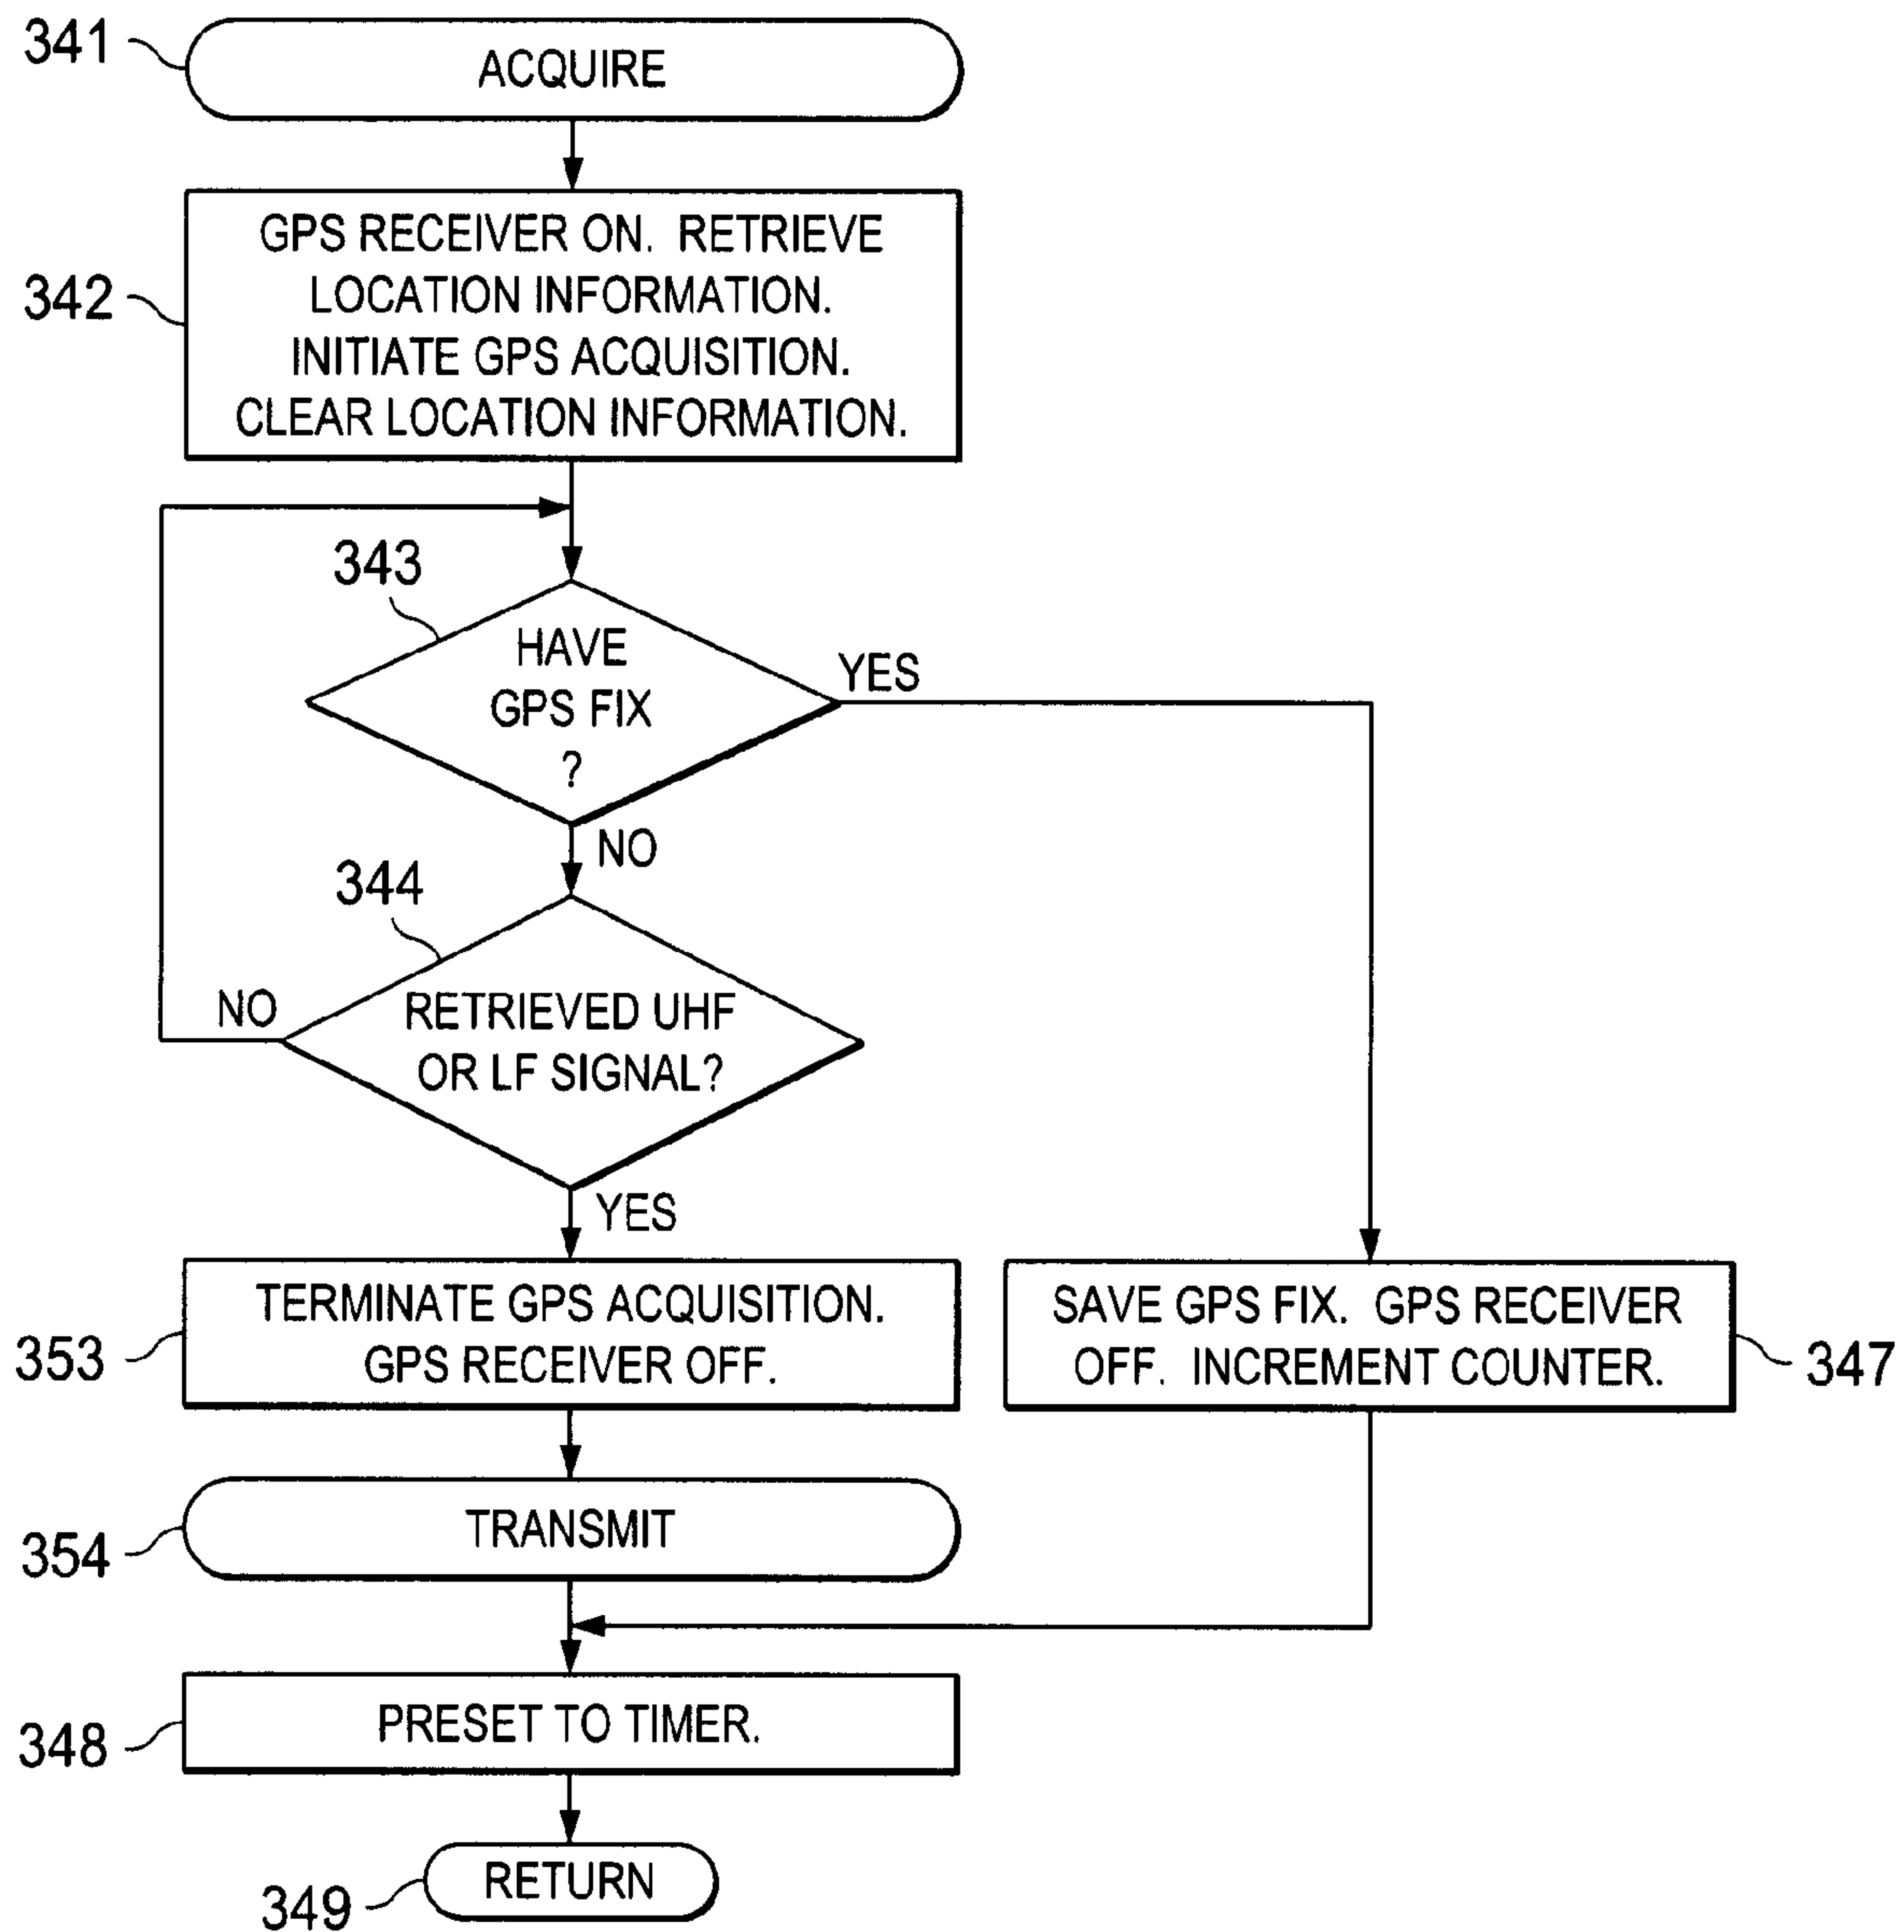 341
ACQUIRE
342
GPS RECEIVER ON. RETRIEVE
LOCATION INFORMATION.
INITIATE GPS ACQUISITION.
CLEAR LOCATION INFORMATION.
343
HAVE
GPS FIX
?
YES
NO
344
NO
RETRIEVED UHF
OR LF SIGNAL?
YES
353
TERMINATE GPS ACQUISITION.
GPS RECEIVER OFF.
SAVE GPS FIX. GPS RECEIVER
OFF. INCREMENT COUNTER.
347
354
TRANSMIT
348
PRESET TO TIMER.
349
RETURN